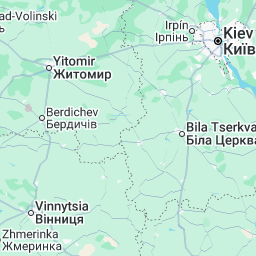 Irpin
Ірпінь
Kiev
Київ
ad-Volinski
Yitomir
Житомир
Berdichev
Бердичів
Bila Tserkva
Біла Церква
Vinnytsia
Вінниця
Zhmerinka
Жмеринка